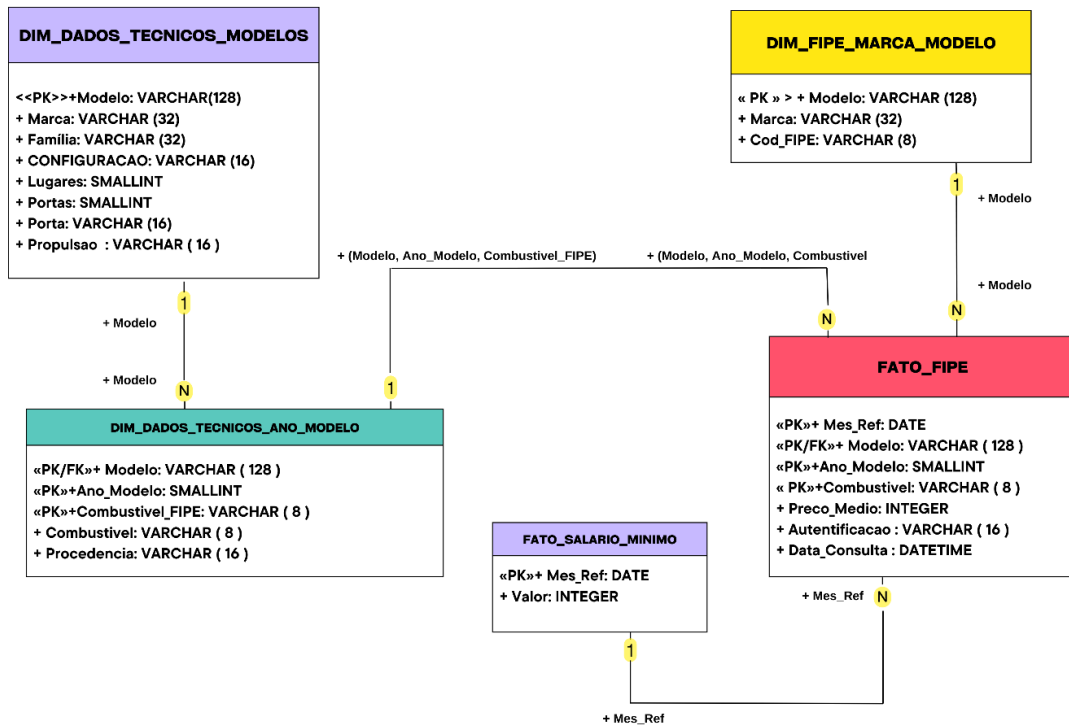 DIM_DADOS_TECNICOS_MODELOS
<<PK>>+Modelo: VARCHAR(128)
+ Marca: VARCHAR (32)
+ Família: VARCHAR (32)
+ CONFIGURACAO: VARCHAR (16)
+ Lugares: SMALLINT
+ Portas: SMALLINT
+ Porta: VARCHAR (16)
+ Propulsao : VARCHAR ( 16 )
DIM_FIPE_MARCA_MODELO
« PK » > + Modelo: VARCHAR (128)
+ Marca: VARCHAR (32)
+ Cod_FIPE: VARCHAR (8)
1
+ Modelo
+ Modelo
N
+ (Modelo, Ano_Modelo, Combustivel_FIPE)
+ (Modelo, Ano_Modelo, Combustivel
1
N
1
+ Modelo
+ Modelo
N
DIM_DADOS_TECNICOS_ANO_MODELO
«PK/FK»+ Modelo: VARCHAR ( 128 )
«PK»+Ano_Modelo: SMALLINT
«PK»+Combustivel_FIPE: VARCHAR ( 8 )
+ Combustivel: VARCHAR ( 8 )
+ Procedencia: VARCHAR ( 16 )
FATO_FIPE
«PK»+ Mes_Ref: DATE
«PK/FK»+ Modelo: VARCHAR ( 128 )
«PK»+Ano_Modelo: SMALLINT
« PK»+Combustivel: VARCHAR ( 8 )
+ Preco_Medio: INTEGER
+ Autentificacao : VARCHAR ( 16 )
+ Data_Consulta : DATETIME
FATO_SALARIO_MINIMO
«PK»+ Mes_Ref: DATE
+ Valor: INTEGER
+ Mes_Ref
N
1
+ Mes_Ref